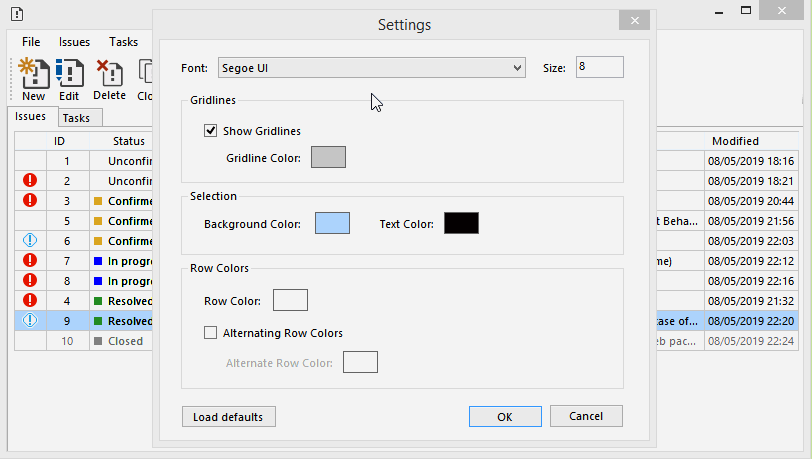 Settings
File Issues Tasks
New Edit Delete Clo
Issues Tasks
ID Status Modified
1 Unconfir 08/05/2019 18:16
2 Unconfir 08/05/2019 18:21
3 Confirme 08/05/2019 20:44
5 Confirme t Beha... 08/05/2019 21:56
6 Confirme 08/05/2019 22:03
7 In progr me) 08/05/2019 22:12
8 In progr 08/05/2019 22:16
4 Resolved 08/05/2019 21:32
9 Resolved ase of... 08/05/2019 22:20
10 Closed eb pac... 08/05/2019 22:24
Font: Segoe UI Size: 8
Gridlines
Show Gridlines
Gridline Color:
Selection
Background Color: Text Color:
Row Colors
Row Color:
Alternating Row Colors
Alternate Row Color:
Load defaults OK Cancel